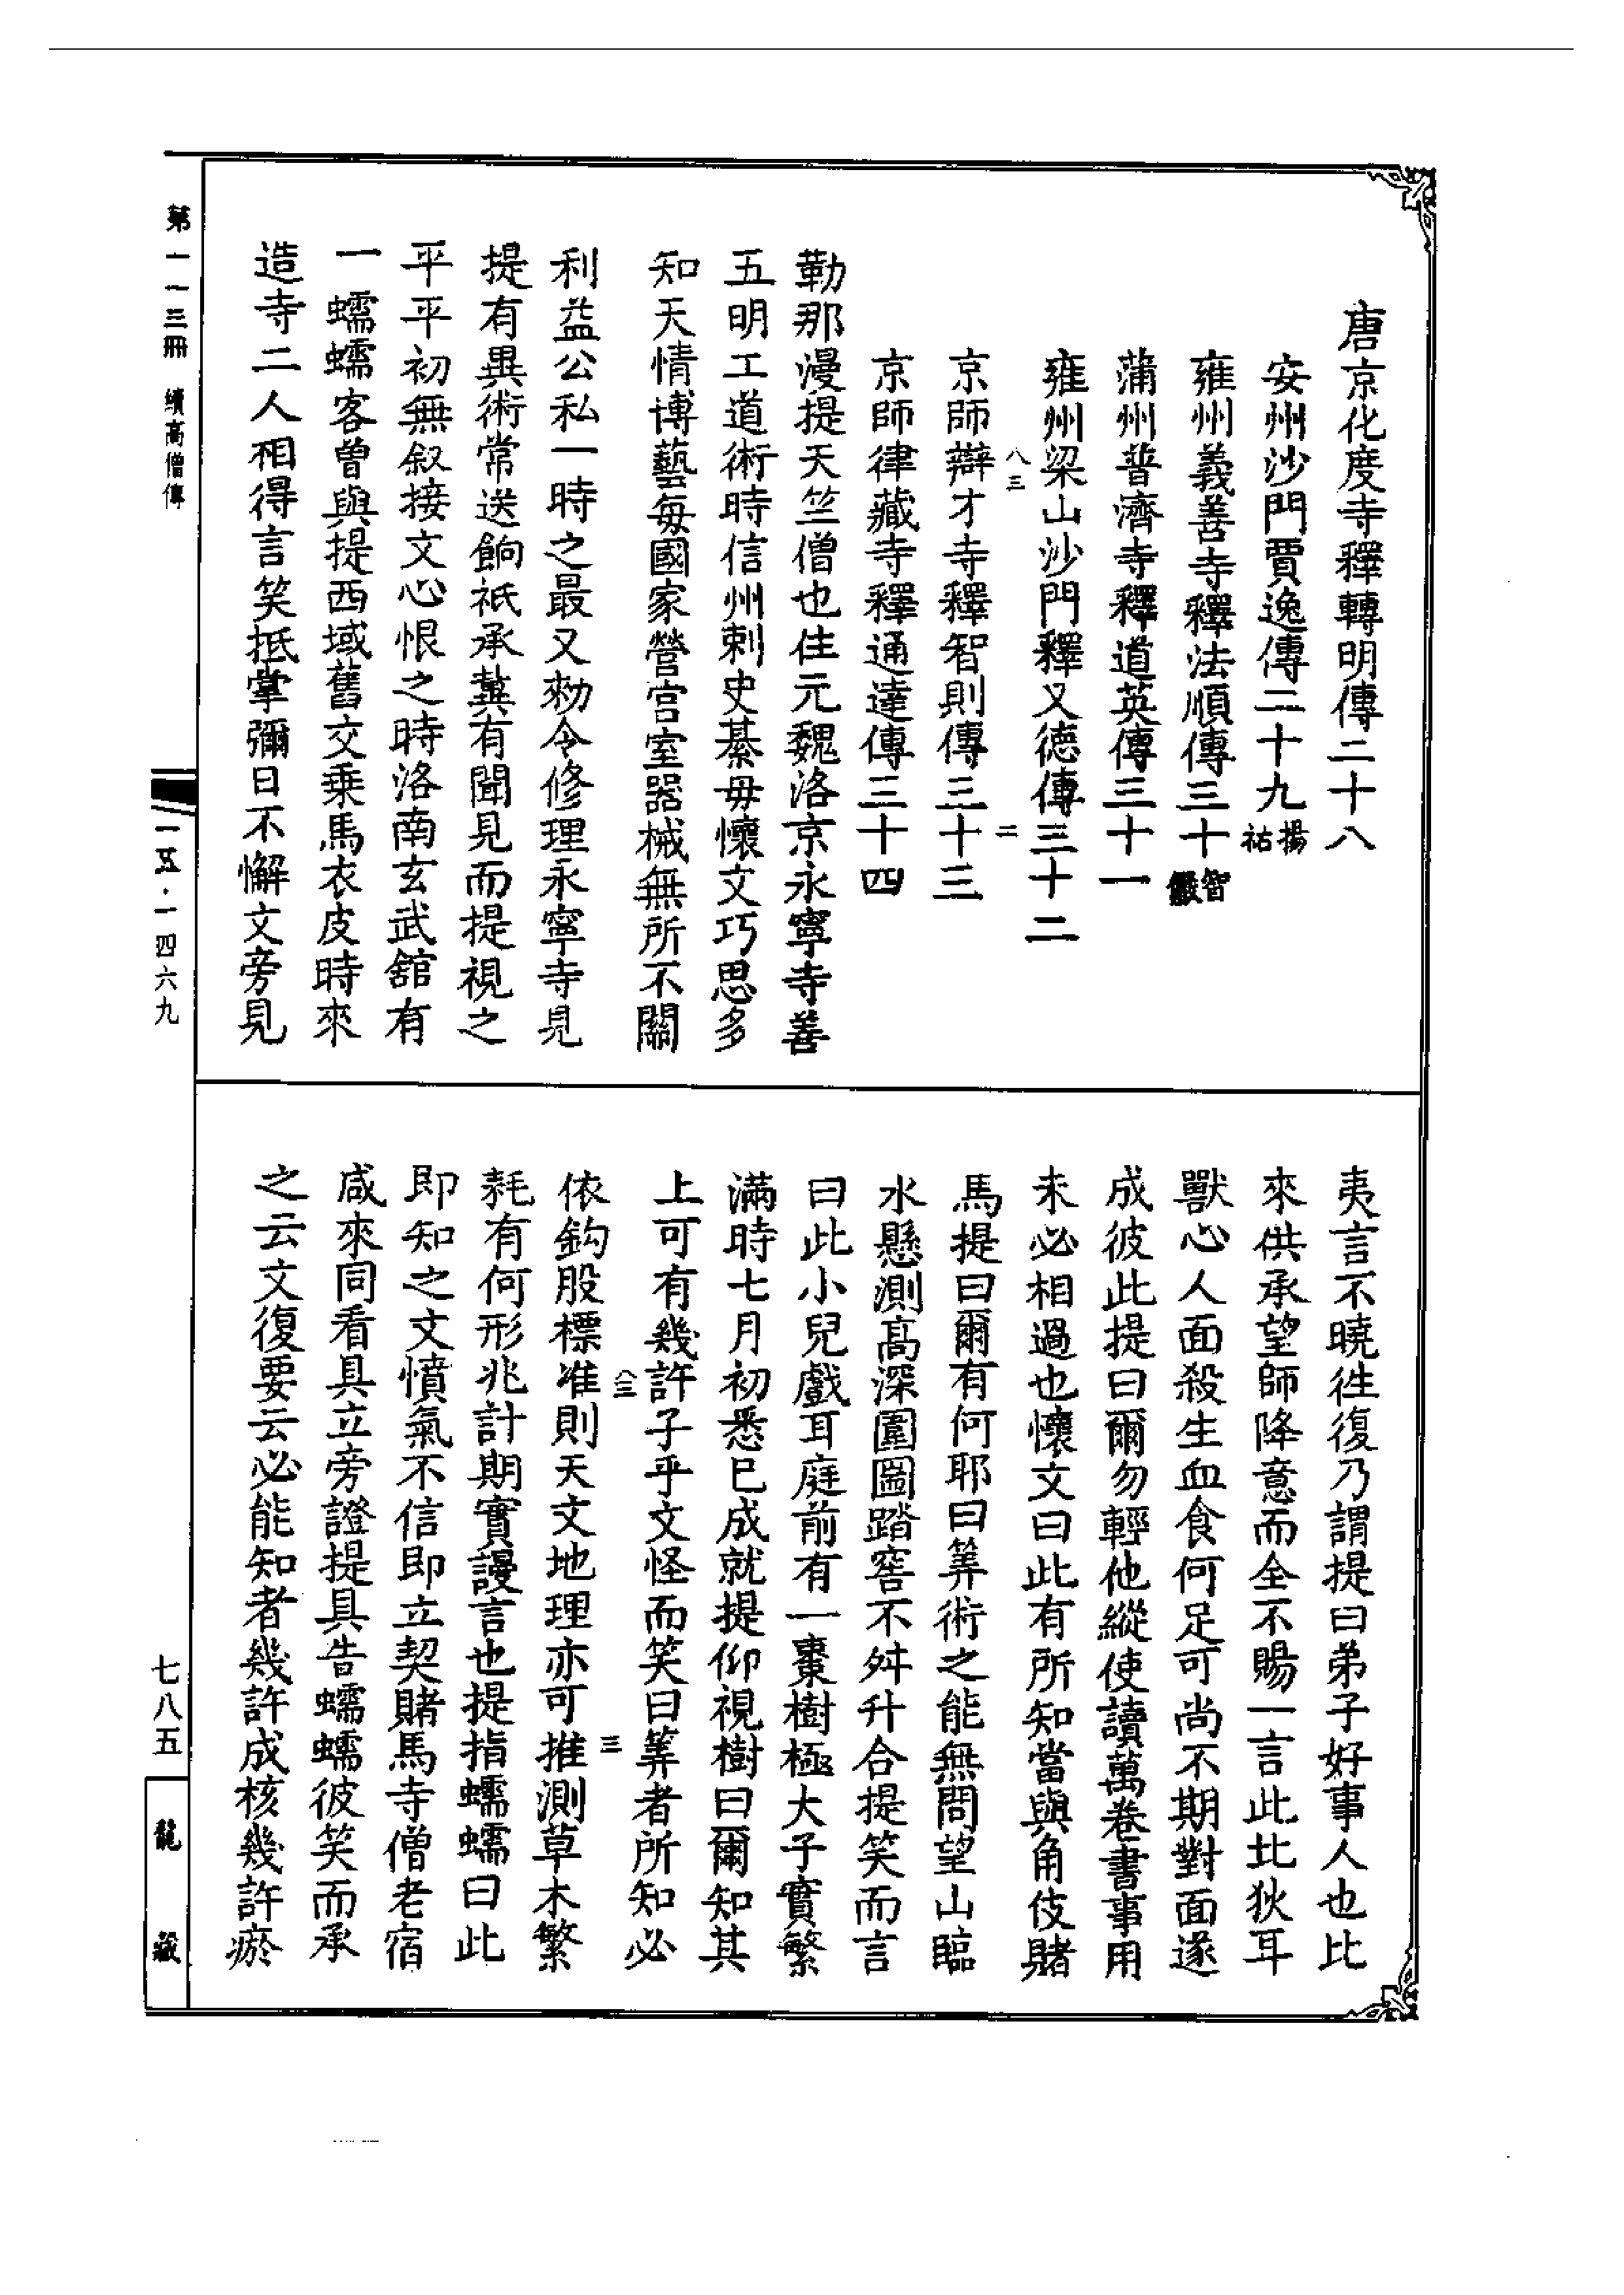 唐京化度寺釋轉明傳二十八
安州沙門賈逸傳二十九楊祐
雍州義善寺釋法順傳三十智儼
蒲州普濟寺釋道英傳三十一
雍州梁山沙門釋叉德傳三十二
八三
二
京師辯才寺釋智則傳三十三
京師律藏寺釋通達傳三十四
勒那漫提天竺僧也住元魏洛京永寧寺善
五明工道術時信州刺史綦毋懷文巧思多
知天情博藝每國家營宮室器械無所不關
利益公私一時之最又勑令修理永寧寺見
提有異術常送餉祇承冀有聞見而提視之
平平初無叙接文心恨之時洛南玄武館有
一蠕蠕客曾與提西域舊交乘馬衣皮時來
造寺二人相得言笑抵掌彌日不懈文旁見
夷言不曉徃復乃謂提曰弟子好事人也比
來供承望師降意而全不賜一言此北狄耳
獸心人面殺生血食何足可尚不期對面遂
成彼此提曰爾勿輕他縱使讀萬卷書事用
未必相過也懷文曰此有所知當與角伎賭
馬提曰爾有何耶曰筭術之能無問望山臨
水懸測高深圍圌踏窖不舛升合提笑而言
曰此小兒戲耳庭前有一棗樹極大子實繁
滿時七月初悉巳成就提仰視樹曰爾知其
上可有幾許子乎文怪而笑曰筭者所知必
八三
三
依鈎股標准則天文地理亦可推測草木繁
耗有何形兆計期實謾言也提指蠕蠕曰此
即知之文憤氣不信即立契賭馬寺僧老宿
咸來同看具立旁證提具告蠕蠕彼笑而承
之云文復要云必能知者幾許成核幾許瘀
第一一三冊 續高僧傳
一五·一四六九
七八五
龍藏